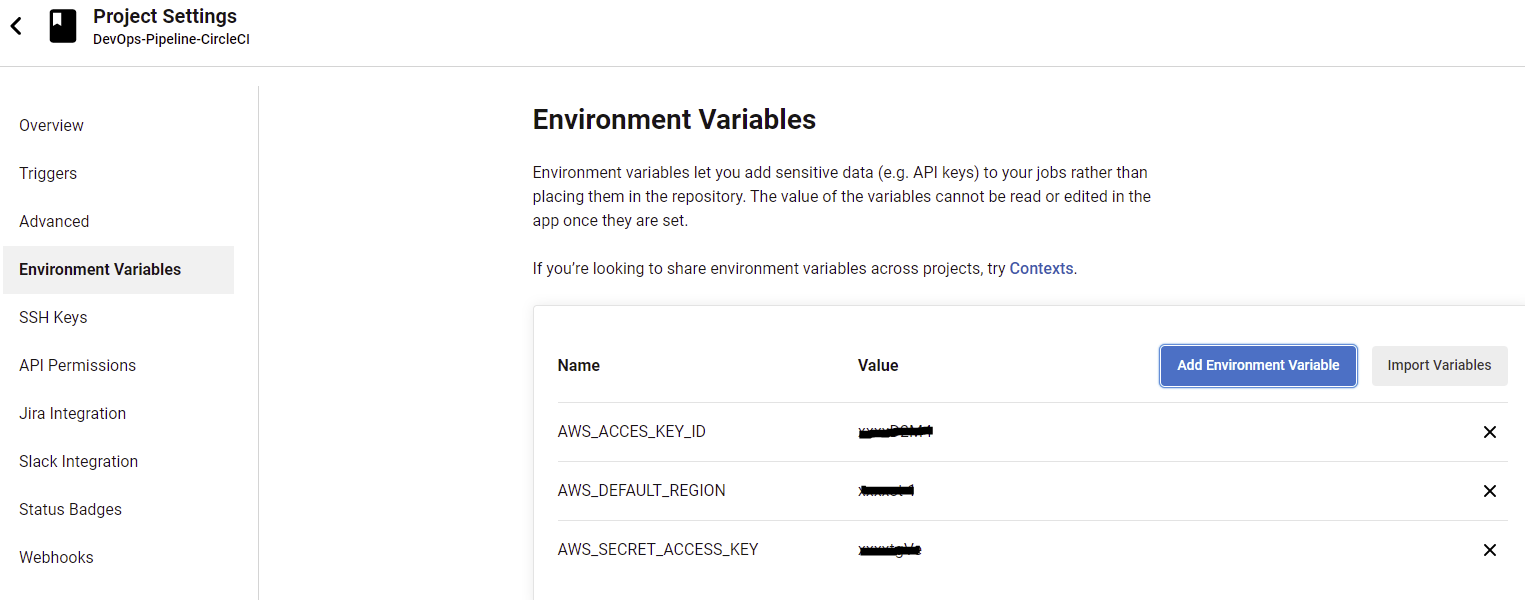 Project Settings
DevOps-Pipeline-CircleCI
Overview
Triggers
Advanced
Environment Variables
SSH Keys
API Permissions
Jira Integration
Slack Integration
Status Badges
Webhooks
Environment Variables
Environment variables let you add sensitive data (e.g. API keys) to your jobs rather than
placing them in the repository. The value of the variables cannot be read or edited in the
app once they are set.
If you’re looking to share environment variables across projects, try Contexts.
Name Value Add Environment Variable Import Variables
AWS_ACCES_KEY_ID
AWS_DEFAULT_REGION
AWS_SECRET_ACCESS_KEY